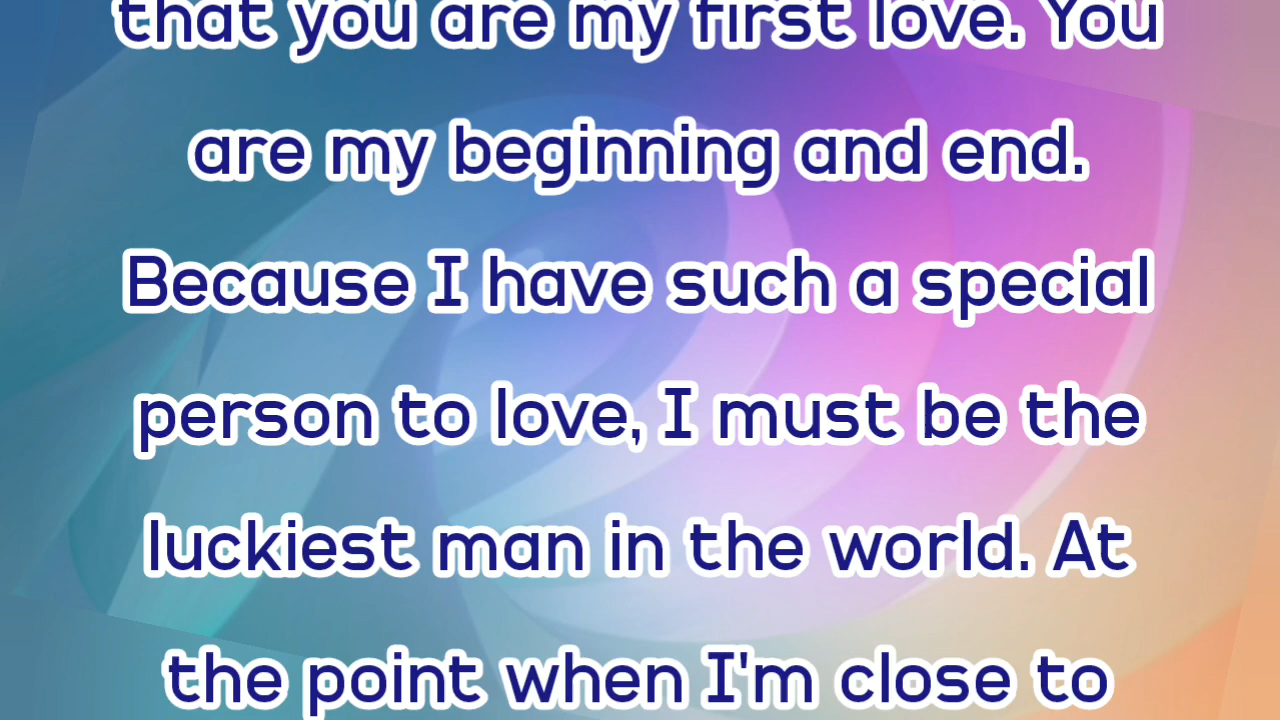 that you are my first love. You
are my beginning and end.
Because I have such a special
person to love, I must be the
luckiest man in the world. At
the point when I'm close to